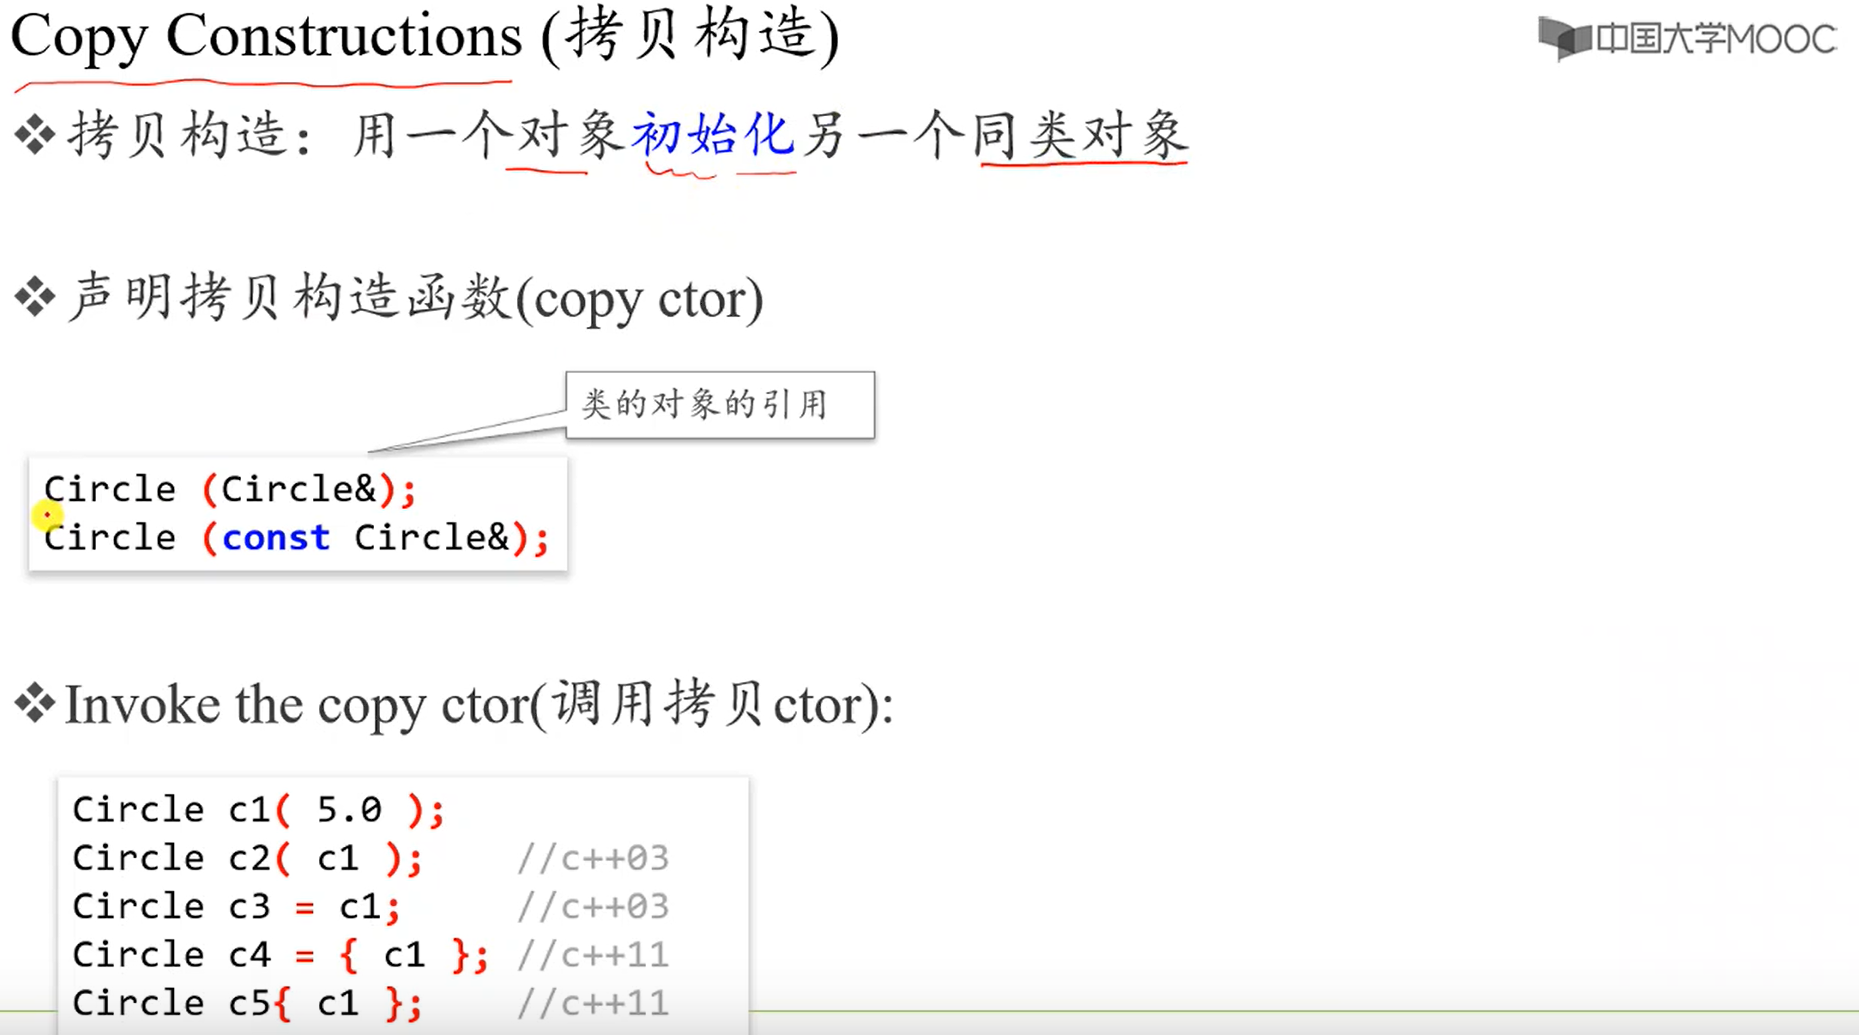 Copy Constructions (拷贝构造)
中国大学MOOC
❖拷贝构造：用一个对象初始化另一个同类对象
❖声明拷贝构造函数(copy ctor)
类的对象的引用
Circle (Circle&);
Circle (const Circle&);
❖Invoke the copy ctor(调用拷贝ctor):
Circle c1( 5.0 );
Circle c2( c1 );    //c++03
Circle c3 = c1;     //c++03
Circle c4 = { c1 }; //c++11
Circle c5{ c1 };    //c++11